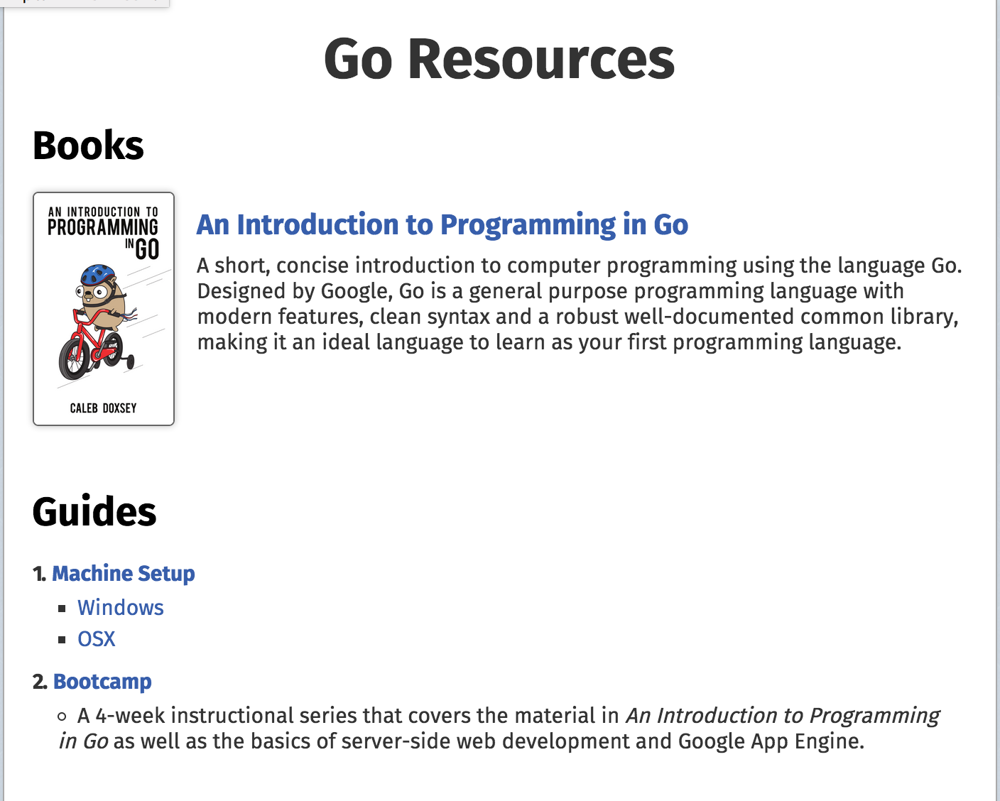 Go Resources
Books
AN INTRODUCTION TO
PROGRAMMING
IN GO
CALEB DOXSEY
An Introduction to Programming in Go
A short, concise introduction to computer programming using the language Go.
Designed by Google, Go is a general purpose programming language with
modern features, clean syntax and a robust well-documented common library,
making it an ideal language to learn as your first programming language.
Guides
1. Machine Setup
▪ Windows
▪ OSX
2. Bootcamp
○ A 4-week instructional series that covers the material in An Introduction to Programming
in Go as well as the basics of server-side web development and Google App Engine.